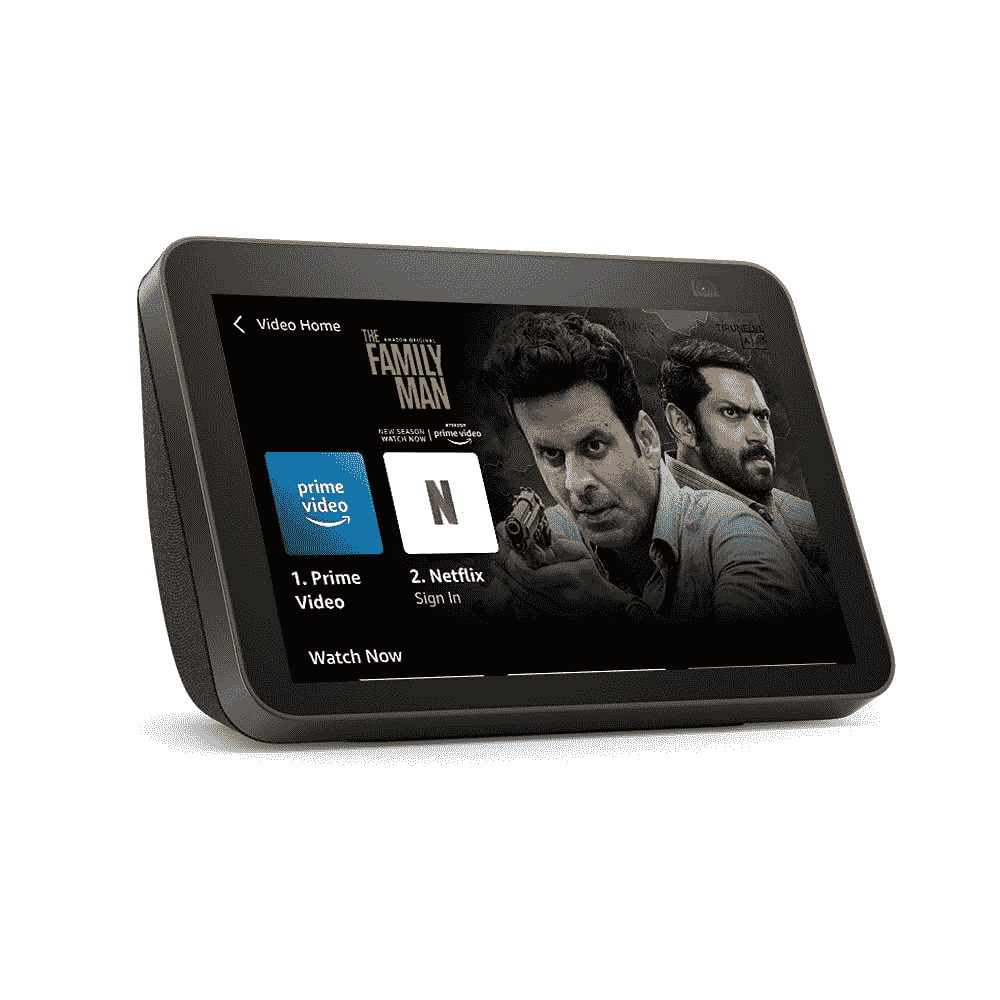 Video Home
THE
AMAZON ORIGINAL
FAMILY
MAN
NEW SEASON
WATCH NOW
prime video
TIRUNELVE
prime
video
N
1. Prime
Video
2. Netflix
Sign In
Watch Now